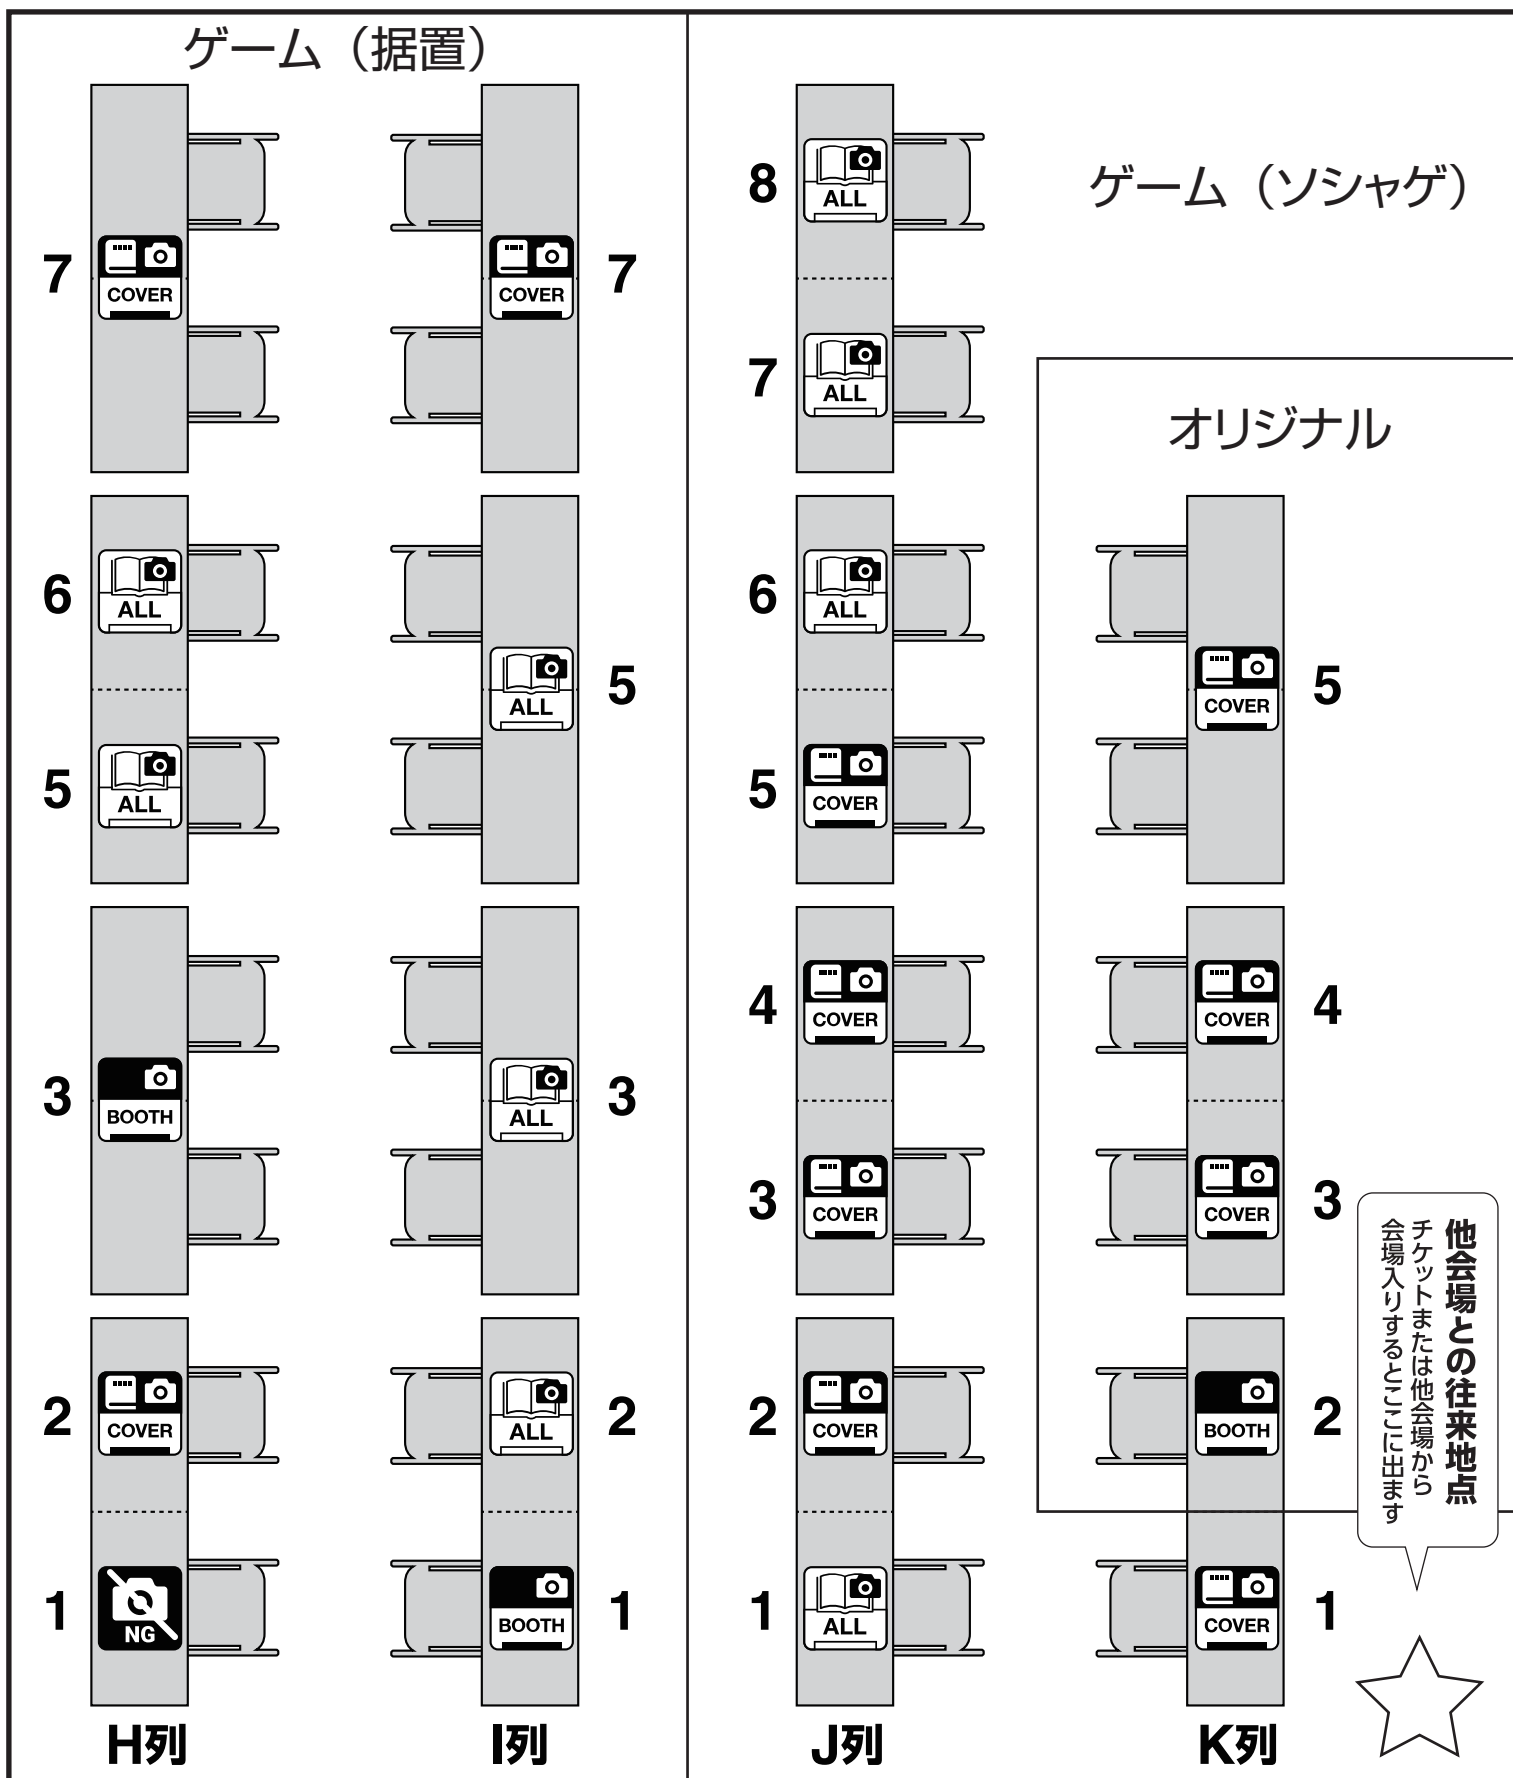 ゲーム（据置）
ゲーム（ソシャゲ）
オリジナル
7
COVER
6
ALL
5
ALL
3
BOOTH
2
COVER
1
NG
H列
COVER
7
ALL
5
ALL
3
ALL
2
BOOTH
1
I列
8
ALL
7
ALL
6
ALL
5
COVER
4
COVER
3
COVER
2
COVER
1
ALL
J列
COVER
5
COVER
4
COVER
3
BOOTH
2
COVER
1
K列
他会場との往来地点
チケットまたは他会場から
会場入りするとここに出ます